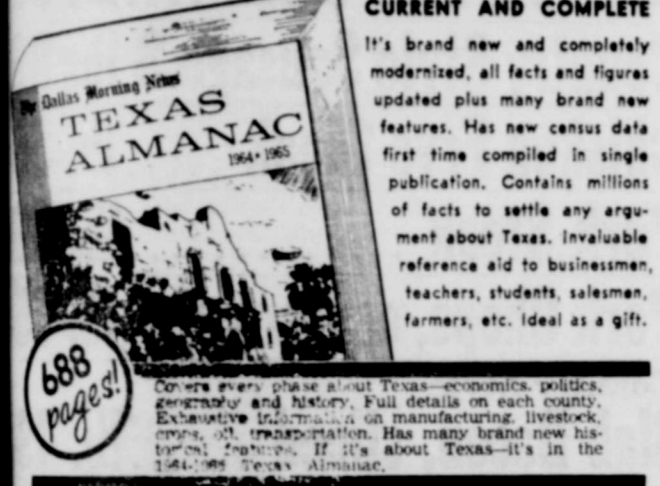 CURRENT AND COMPLETE
It's brand new and completely
modernized, all facts and figures
updated plus many brand new
features. Has new census data
first time compiled in single
publication. Contains millions
of facts to settle any argu-
ment about Texas. Invaluable
reference aid to businessmen,
teachers, students, salesmen,
farmers, etc. Ideal as a gift.
The Dallas Morning News
TEXAS
ALMANAC
1964 • 1965
688
pages!
Covers every phase about Texas—economics, politics,
geography and history. Full details on each county.
Exhaustive information on manufacturing, livestock,
crops, oil, transportation. Has many brand new his-
torical features. If it's about Texas—it's in the
1964-1965 Texas Almanac.